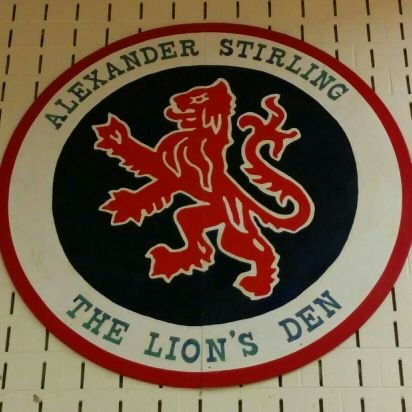 ALEXANDER STIRLING
THE LION'S DEN